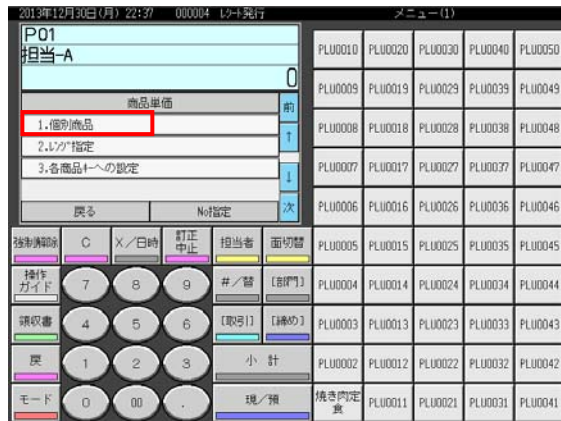 2013年12月30日(月) 22:37 000004 レシート発行 メニュー(1)
P01
担当-A
0
商品単価
前
1.個別商品
2.レンジ指定
↑
3.各商品キーへの設定
↓
戻る No指定 次
強制解除 C ×/日時 訂正中止 担当者 面切替
操作ガイド 7 8 9 #/替 [部門]
領収書 4 5 6 [取引] [締め]
戻 1 2 3 小計
モード 0 00 . 現/預
PLU0010 PLU0020 PLU0030 PLU0040 PLU0050
PLU0009 PLU0019 PLU0029 PLU0039 PLU0049
PLU0008 PLU0018 PLU0028 PLU0038 PLU0048
PLU0007 PLU0017 PLU0027 PLU0037 PLU0047
PLU0006 PLU0016 PLU0026 PLU0036 PLU0046
PLU0005 PLU0015 PLU0025 PLU0035 PLU0045
PLU0004 PLU0014 PLU0024 PLU0034 PLU0044
PLU0003 PLU0013 PLU0023 PLU0033 PLU0043
PLU0002 PLU0012 PLU0022 PLU0032 PLU0042
焼き肉定食 PLU0011 PLU0021 PLU0031 PLU0041